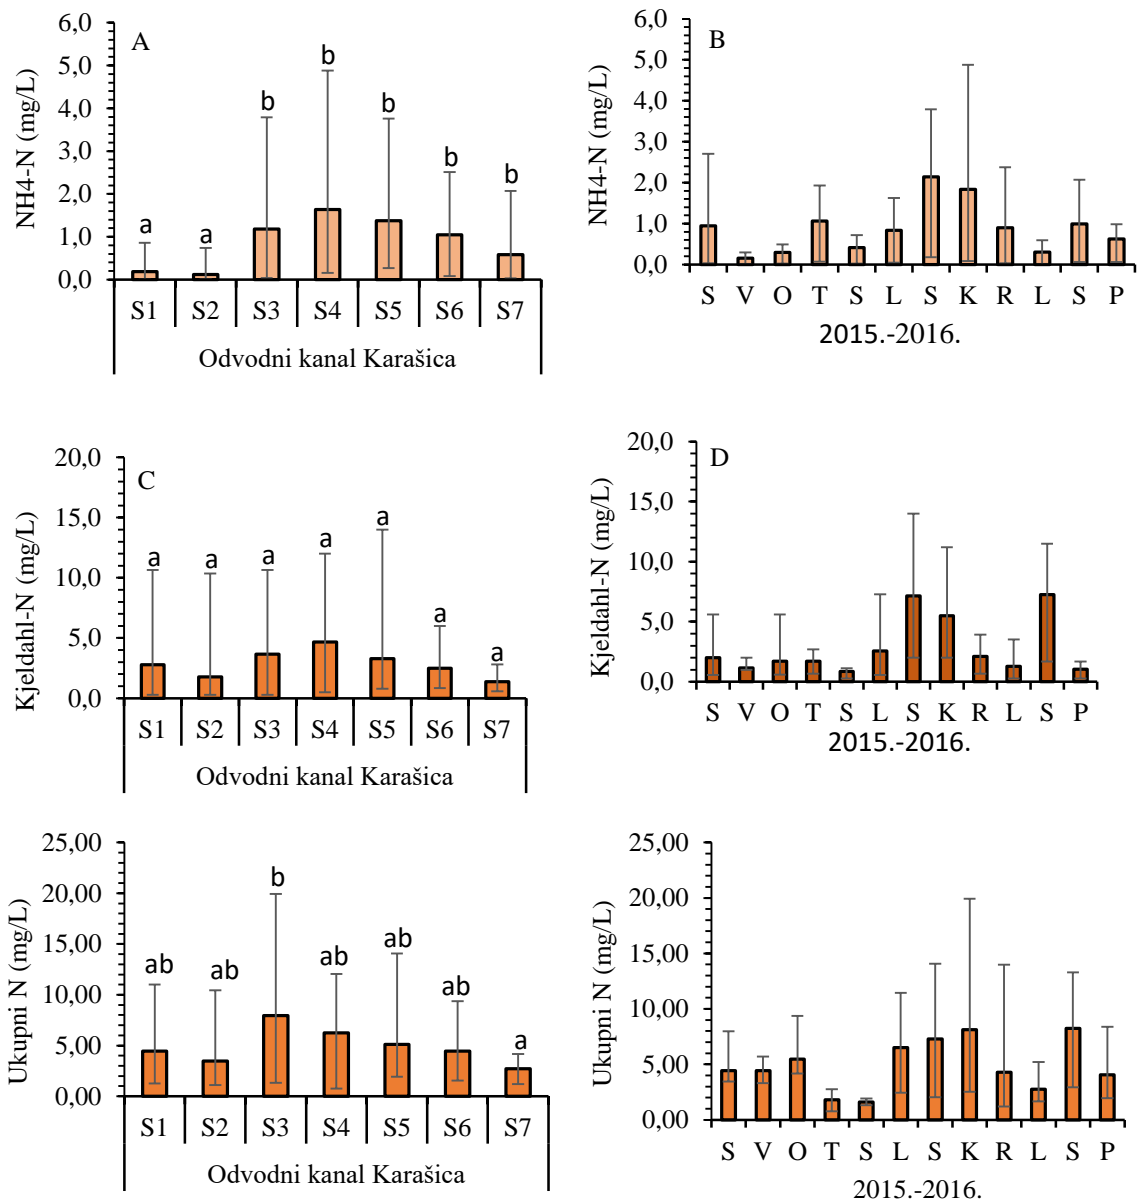 A
NH4-N (mg/L)
6,0
5,0
4,0
3,0
2,0
1,0
0,0
a a b b b b b
S1 S2 S3 S4 S5 S6 S7
Odvodni kanal Karašica
B
NH4-N (mg/L)
6,0
5,0
4,0
3,0
2,0
1,0
0,0
S V O T S L S K R L S P
2015.-2016.
C
Kjeldahl-N (mg/L)
20,0
15,0
10,0
5,0
0,0
a a a a a a a
S1 S2 S3 S4 S5 S6 S7
Odvodni kanal Karašica
D
Kjeldahl-N (mg/L)
20,0
15,0
10,0
5,0
0,0
S V O T S L S K R L S P
2015.-2016.
Ukupni N (mg/L)
25,00
20,00
15,00
10,00
5,00
0,00
ab ab b ab ab ab a
S1 S2 S3 S4 S5 S6 S7
Odvodni kanal Karašica
Ukupni N (mg/L)
25,00
20,00
15,00
10,00
5,00
0,00
S V O T S L S K R L S P
2015.-2016.